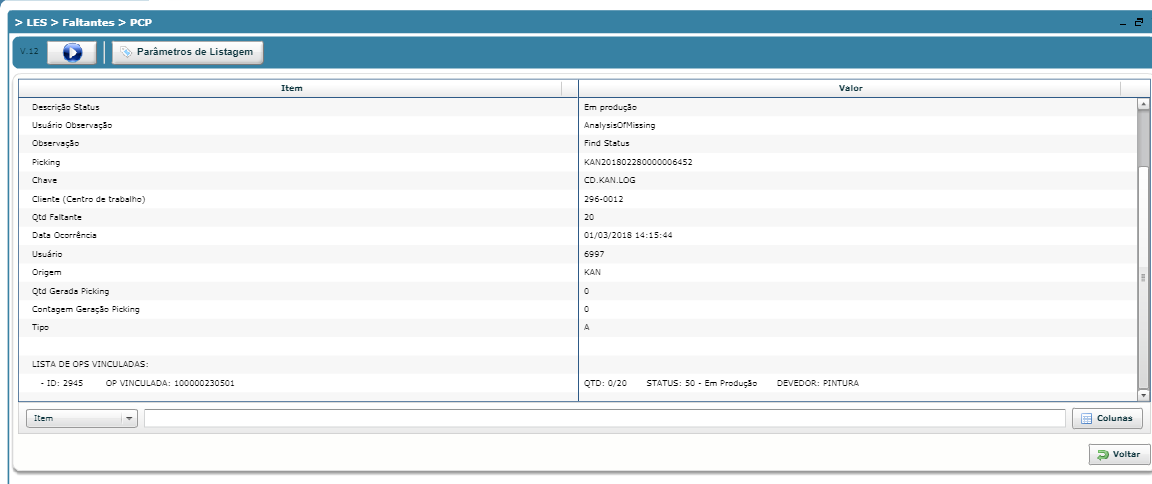 > LES > Faltantes > PCP
V.12 Parâmetros de Listagem
Item Valor
Descrição Status Em produção
Usuário Observação AnalysisOfMissing
Observação Find Status
Picking KAN201802280000006452
Chave CD.KAN.LOG
Cliente (Centro de trabalho) 296-0012
Qtd Faltante 20
Data Ocorrência 01/03/2018 14:15:44
Usuário 6997
Origem KAN
Qtd Gerada Picking 0
Contagem Geração Picking 0
Tipo A
LISTA DE OPS VINCULADAS:
- ID: 2945 OP VINCULADA: 100000230501 QTD: 0/20 STATUS: 50 - Em Produção DEVEDOR: PINTURA
Item Colunas
Voltar